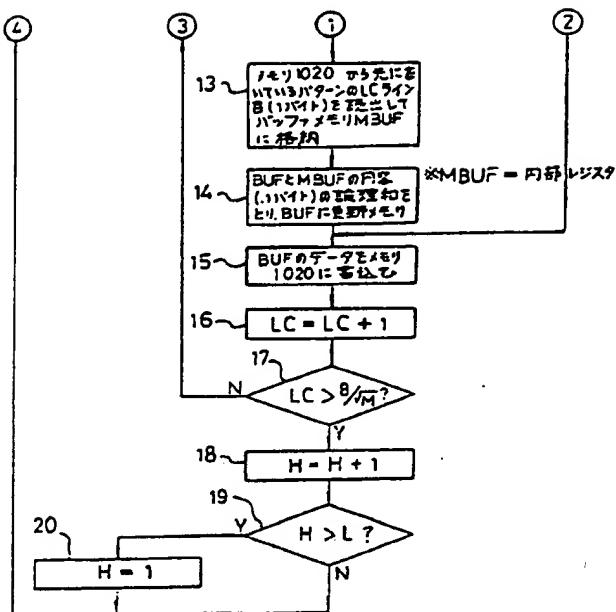 ④ ③ ① ②
13
メモリ1020 から先に書
いているパターンのLCライン
B(1バイト)を読出して
バッファメモリMBUF
に格納
14
BUFとMBUFの内容
(1バイト)の論理和を
とり、BUFに更新メモリ
※MBUF=内部レジスタ
15
BUFのデータをメモリ
1020に書込む
16
LC=LC+1
17
LC>8/√M?
N
Y
18
H=H+1
19
H>L?
Y
N
20
H=1